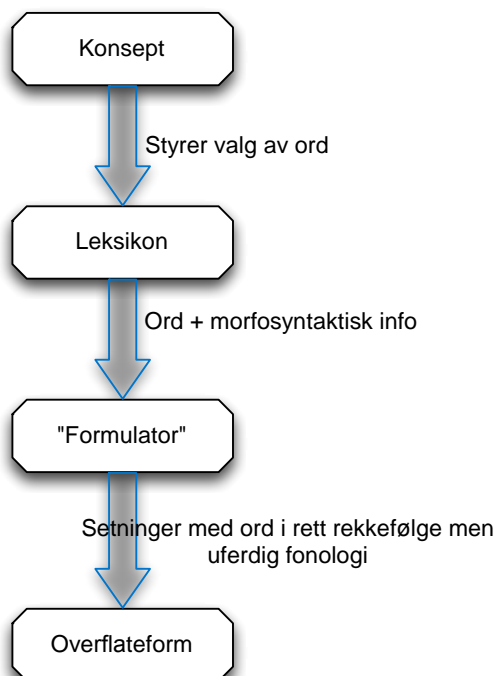 Konsept
Styrer valg av ord
Leksikon
Ord + morfosyntaktisk info
"Formulator"
Setninger med ord i rett rekkefølge men
uferdig fonologi
Overflateform